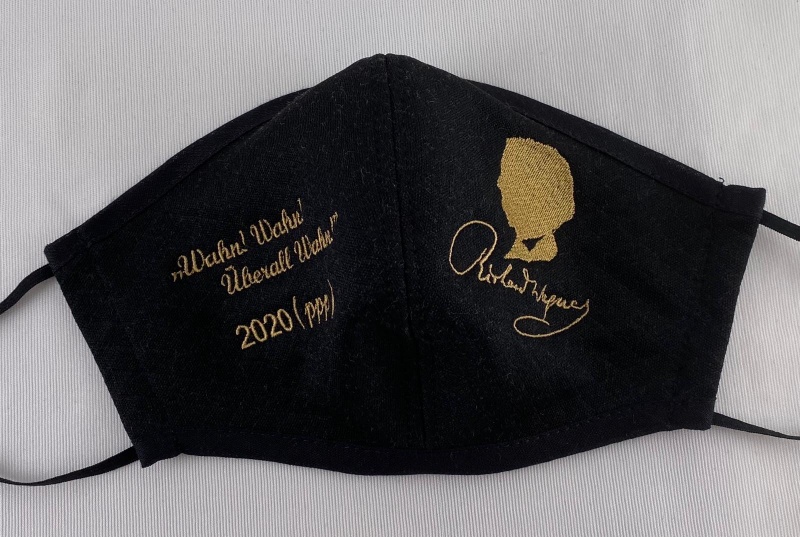 „Wahn! Wahn!
Überall Wahn!”
2020 (ppp)
Richard Wagner